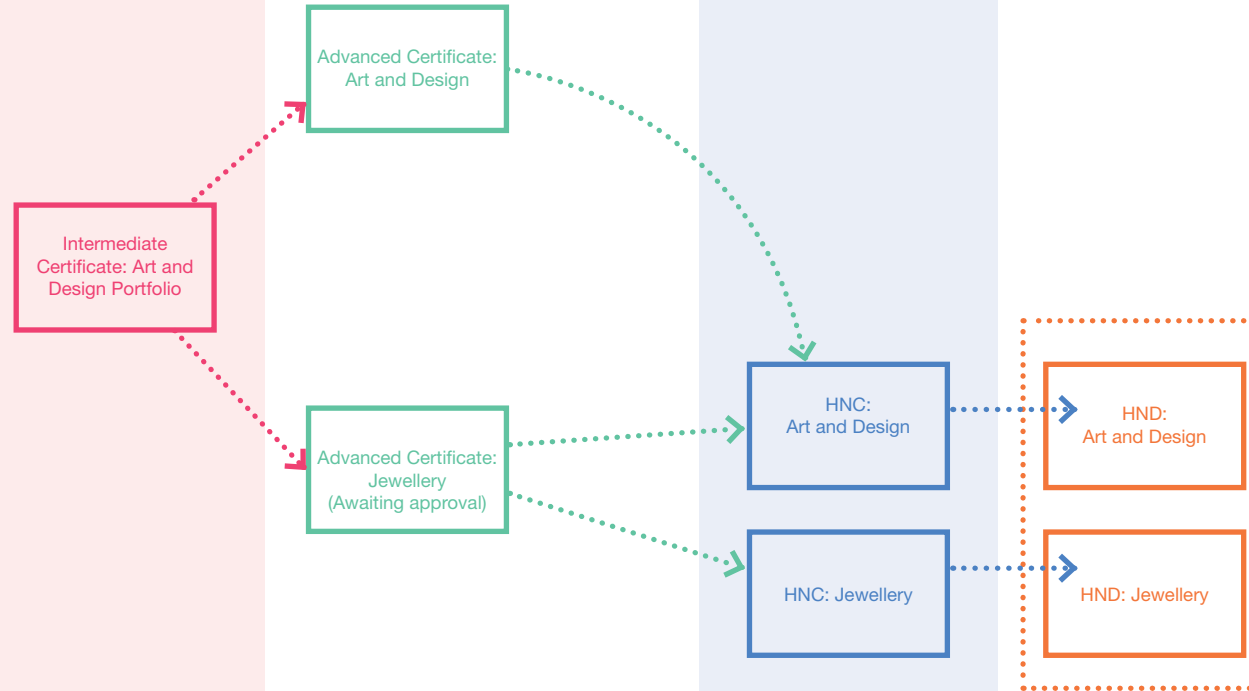 Advanced Certificate:
Art and Design
Intermediate
Certificate: Art and
Design Portfolio
Advanced Certificate:
Jewellery
(Awaiting approval)
HNC:
Art and Design
HND:
Art and Design
HNC: Jewellery
HND: Jewellery